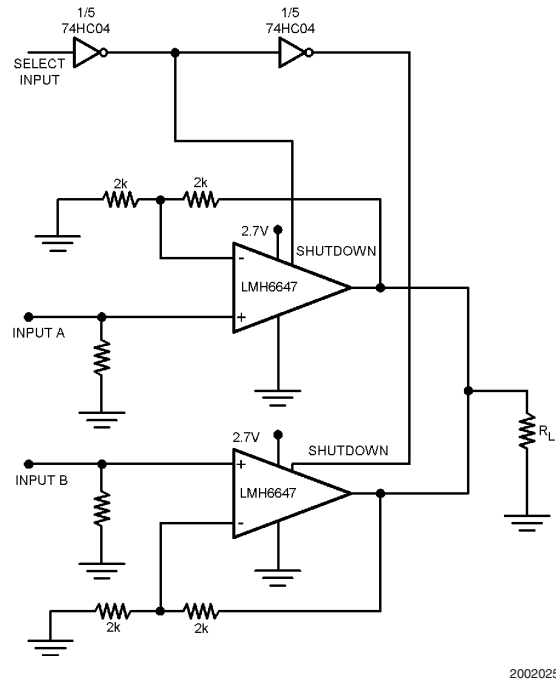 1/5
74HC04
1/5
74HC04
SELECT
INPUT
2k
2k
2.7V
SHUTDOWN
-
LMH6647
+
INPUT A
RL
2.7V
SHUTDOWN
+
LMH6647
-
INPUT B
2k
2k
2002025